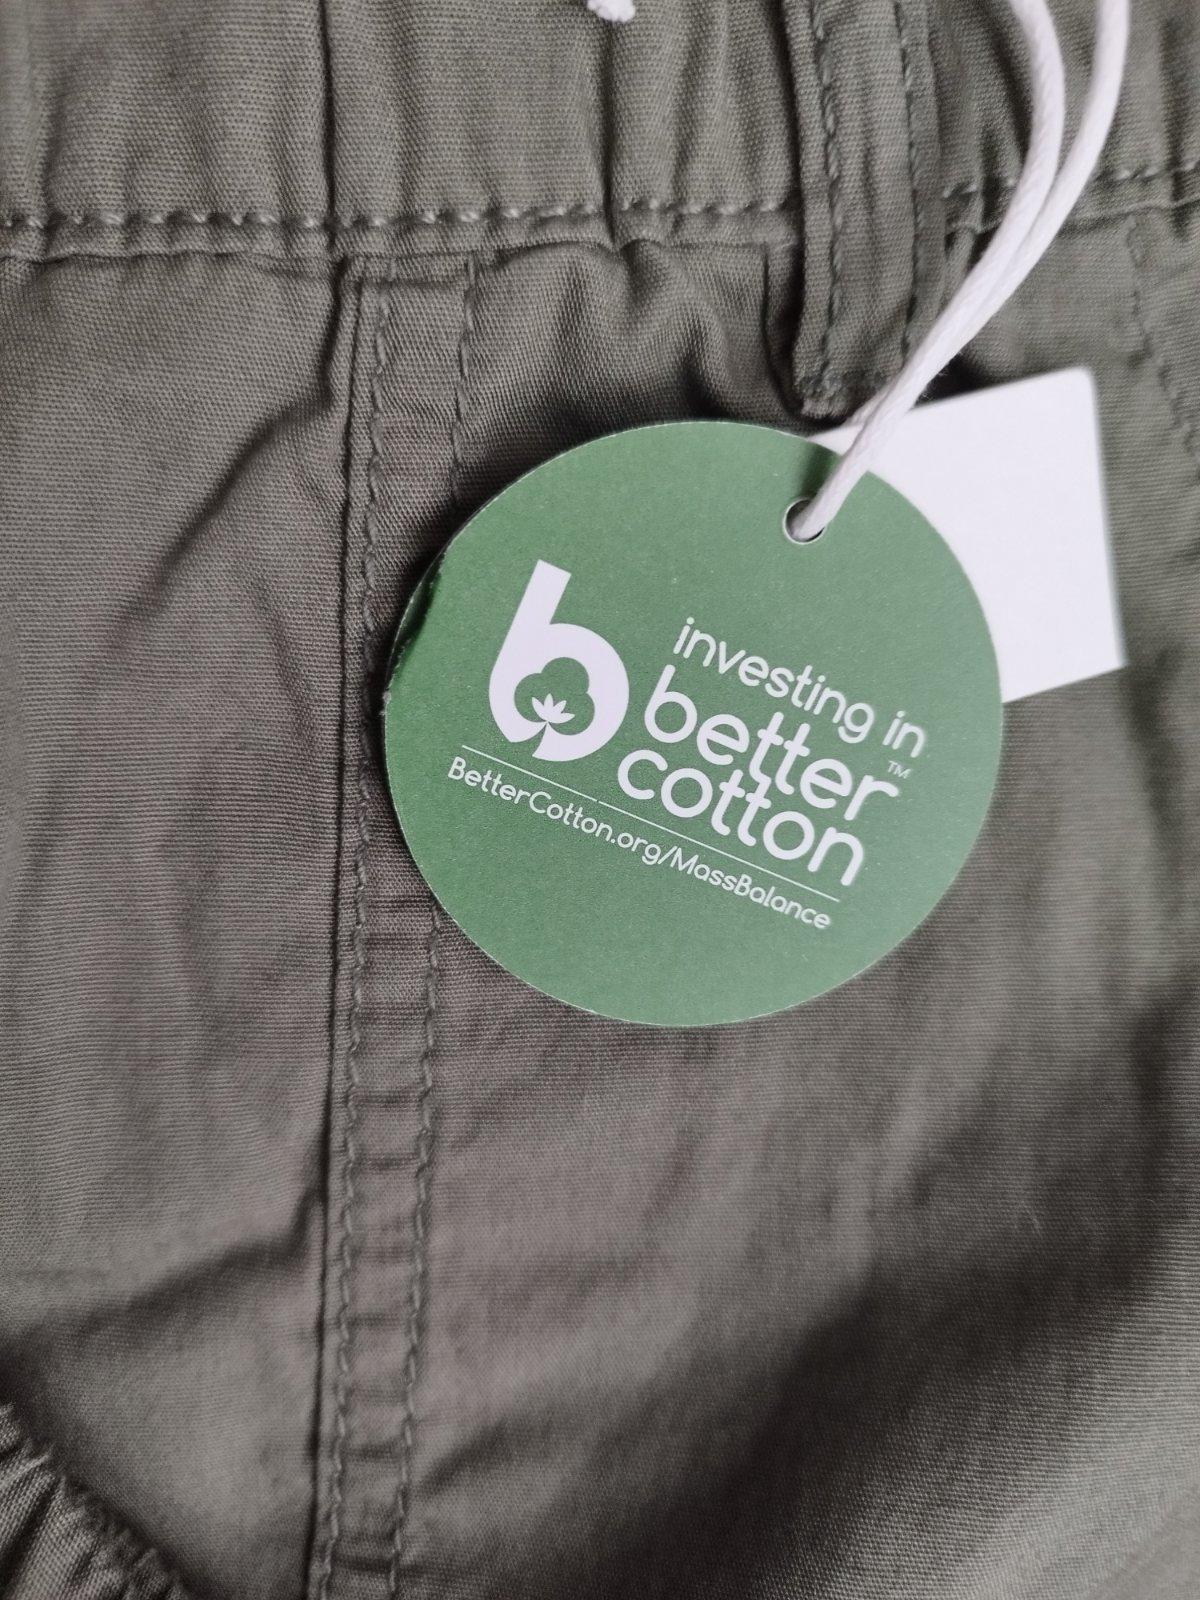 b
investing in
better™
cotton
BetterCotton.org/MassBalance